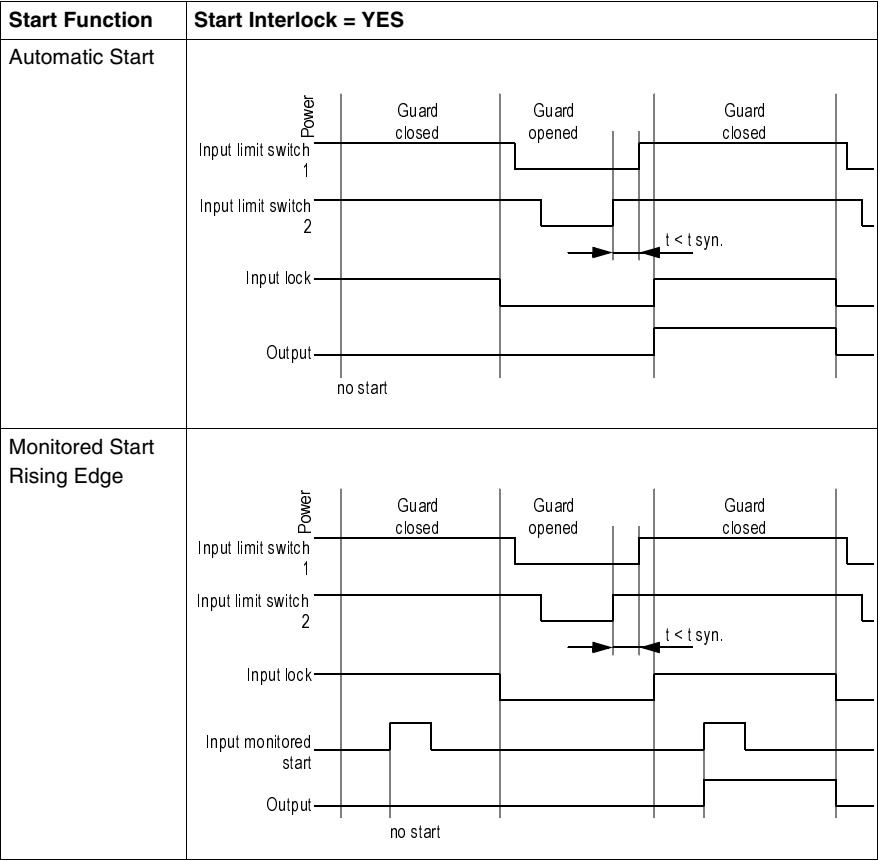 Start Function
Start Interlock = YES
Automatic Start
Power
Guard
closed
Guard
opened
Guard
closed
Input limit switch
1
Input limit switch
2
t < t syn.
Input lock
Output
no start
Monitored Start
Rising Edge
Power
Guard
closed
Guard
opened
Guard
closed
Input limit switch
1
Input limit switch
2
t < t syn.
Input lock
Input monitored
start
Output
no start